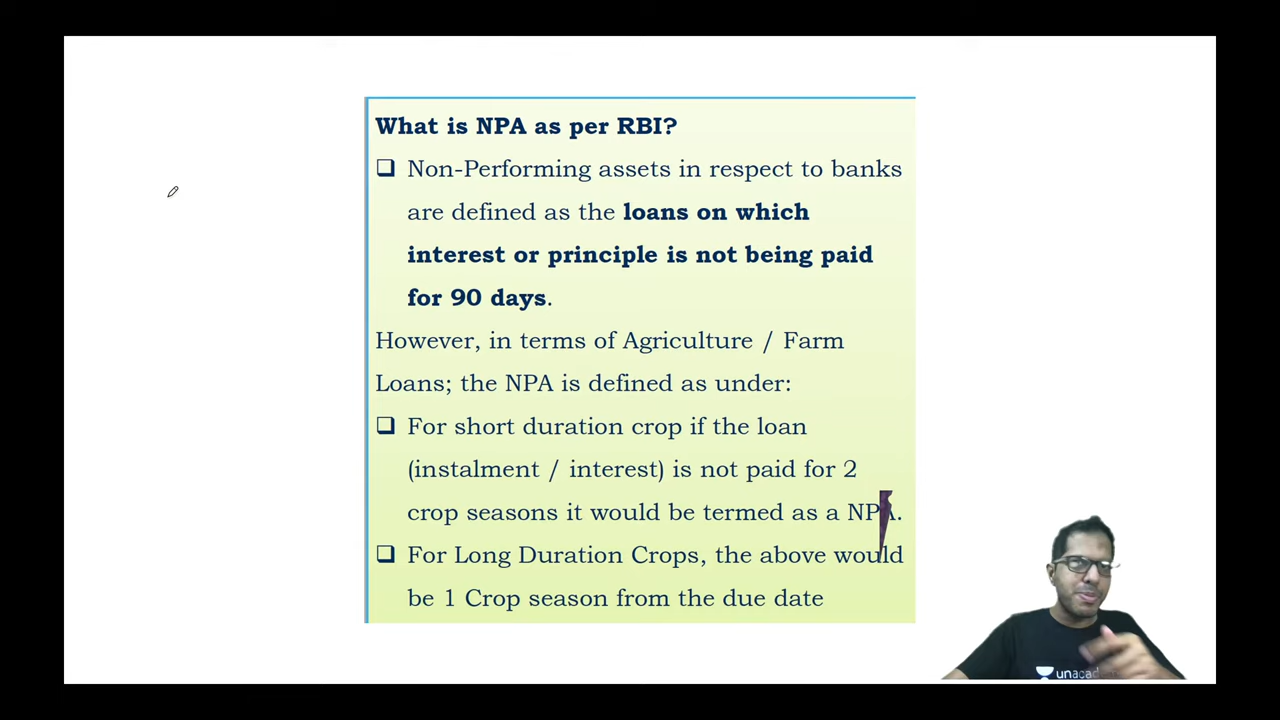 What is NPA as per RBI?
❑ Non-Performing assets in respect to banks
are defined as the loans on which
interest or principle is not being paid
for 90 days.
However, in terms of Agriculture / Farm
Loans; the NPA is defined as under:
❑ For short duration crop if the loan
(instalment / interest) is not paid for 2
crop seasons it would be termed as a NPA.
❑ For Long Duration Crops, the above would
be 1 Crop season from the due date